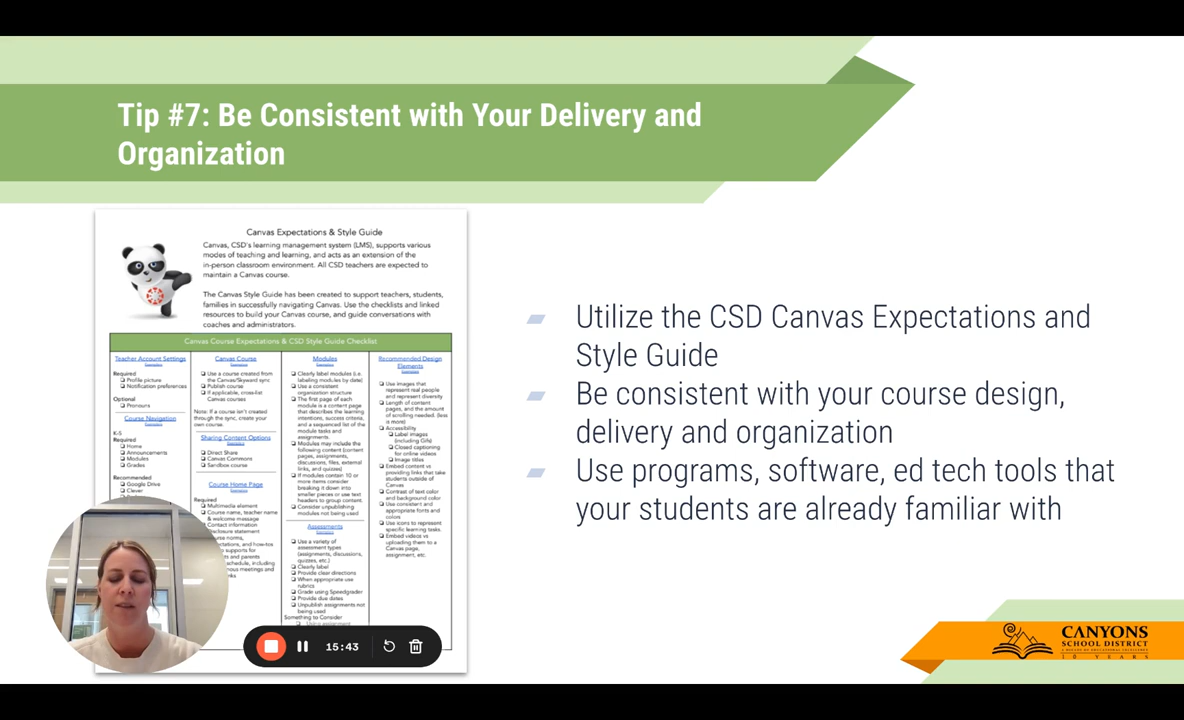 Tip #7: Be Consistent with Your Delivery and
Organization
Canvas Expectations & Style Guide
Canvas, CSD's learning management system (LMS), supports various
modes of teaching and learning, and acts as an extension of the
in-person classroom environment. All CSD teachers are expected to
maintain a Canvas course.
The Canvas Style Guide has been created to support teachers, students,
families in successfully navigating Canvas. Use the checklists and linked
resources to build your Canvas course, and guide conversations with
coaches and administrators.
Canvas Course Expectations & CSD Style Guide Checklist
Teacher Account Settings
Required
Profile picture
Notification preferences
Optional
Pronouns
Course Navigation
K-5
Required
Home
Announcements
Modules
Grades
Recommended
Google Drive
Clever
Canvas Course
Use a course created from
the Canvas/Skyward sync
Publish course
If applicable, cross-list
Canvas courses
Note: If a course isn't created
through the sync, create your
own course.
Sharing Content Options
Direct Share
Canvas Commons
Sandbox course
Course Home Page
Required
Multimedia element
Course name, teacher name
& welcome message
Contact information
supports for
and parents
schedule, including
meetings and
Modules
Clearly label modules (i.e.
labeling modules by date)
Use a consistent
organization structure
The first page of each
module is a content page
that describes the learning
intentions, success criteria,
and a sequenced list of the
module tasks and
assignments.
Modules may include the
following content (content
pages, assignments,
discussions, files, external
links, and quizzes)
If modules contain 10 or
more items consider
breaking it down into
smaller pieces or use text
headers to group content.
Consider unpublishing
modules not being used
Assessments
Use a variety of
assessment types
(assignments, discussions,
quizzes, etc.)
Clearly label
Provide clear directions
When appropriate use
rubrics
Grade using Speedgrader
Provide due dates
Unpublish assignments not
being used
Something to Consider
Recommended Design
Elements
Use images that
represent real people
and represent diversity
Length of content
pages, and the amount
of scrolling needed. (less
is more)
Accessibility
Label images
(including Gifs)
Closed captioning
for online videos
Image titles
Embed content vs
providing links that take
students outside of
Canvas
Contrast of text color
and background color
Use consistent and
appropriate fonts and
colors
Use icons to represent
specific learning tasks.
Embed videos vs
uploading them to a
Canvas page,
assignment, etc.
Utilize the CSD Canvas Expectations and
Style Guide
Be consistent with your course design,
delivery and organization
Use programs, software, ed tech tools that
your students are already familiar with
15:43
CANYONS
SCHOOL DISTRICT
10 YEARS